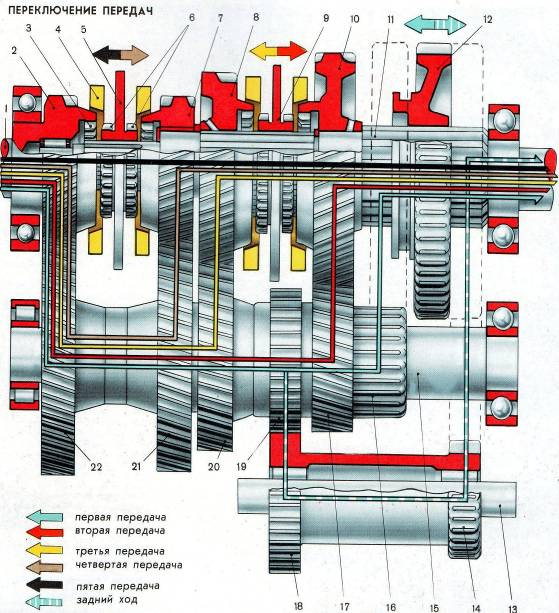 ПЕРЕКЛЮЧЕНИЕ ПЕРЕДАЧ
1 2 3 4 5 6 7 8 9 10 11 12
22 21 20 19
первая передача
вторая передача
третья передача
четвертая передача
пятая передача
задний ход
18 17 16 15 14 13